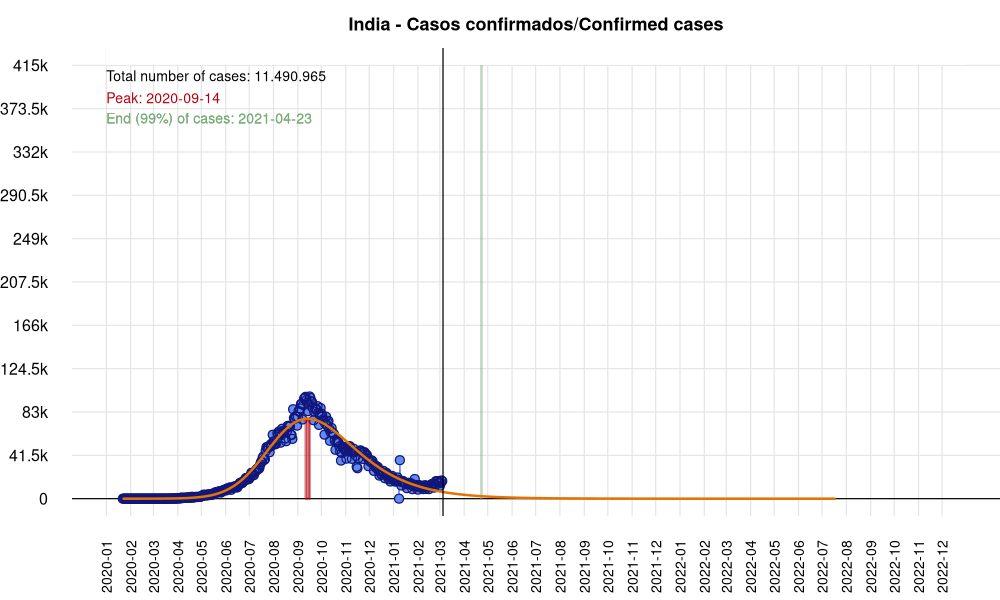 India - Casos confirmados/Confirmed cases
415k
Total number of cases: 11.490.965
Peak: 2020-09-14
373.5k
End (99%) of cases: 2021-04-23
332k
290.5k
249k
207.5k
166k
124.5k
83k
41.5k
0
2020-01
2020-02
2020-03
2020-04
2020-05
2020-06
2020-07
2020-08
2020-09
2020-10
2020-11
2020-12
2021-01
2021-02
2021-03
2021-04
2021-05
2021-06
2021-07
2021-08
2021-09
2021-10
2021-11
2021-12
2022-01
2022-02
2022-03
2022-04
2022-05
2022-06
2022-07
2022-08
2022-09
2022-10
2022-11
2022-12